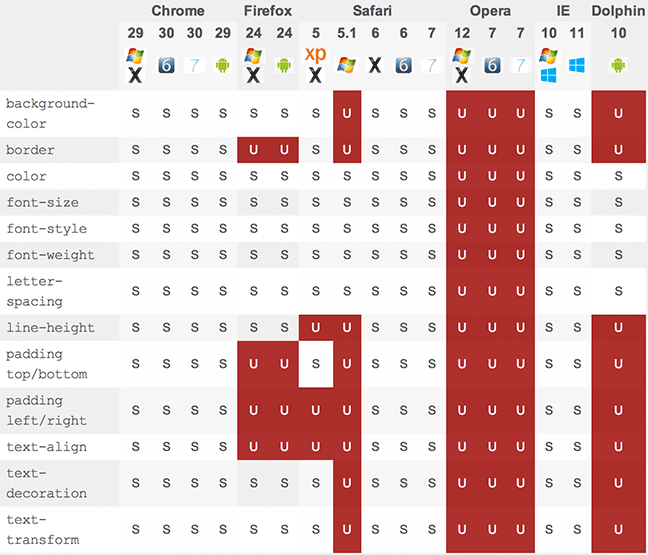 Chrome Firefox Safari Opera IE Dolphin
29 30 30 29 24 24 5 5.1 6 6 7 12 7 7 10 11 10
xp
X 6 7 X X X 6 7 X 6 7
background-
color S S S S S S S U S S S U U U S S U
border S S S S U U S U S S S U U U S S U
color S S S S S S S S S S S U U U S S S
font-size S S S S S S S S S S S U U U S S S
font-style S S S S S S S S S S S U U U S S S
font-weight S S S S S S S S S S S U U U S S S
letter-
spacing S S S S S S S S S S S U U U S S S
line-height S S S S S S U U S S S U U U S S U
padding
top/bottom S S S S U U S U S S S U U U S S U
padding
left/right S S S S U U U U S S S U U U S S U
text-align S S S S U U U U S S S U U U S S U
text-
decoration S S S S S S S U S S S U U U S S U
text-
transform S S S S S S S U S S S U U U S S U